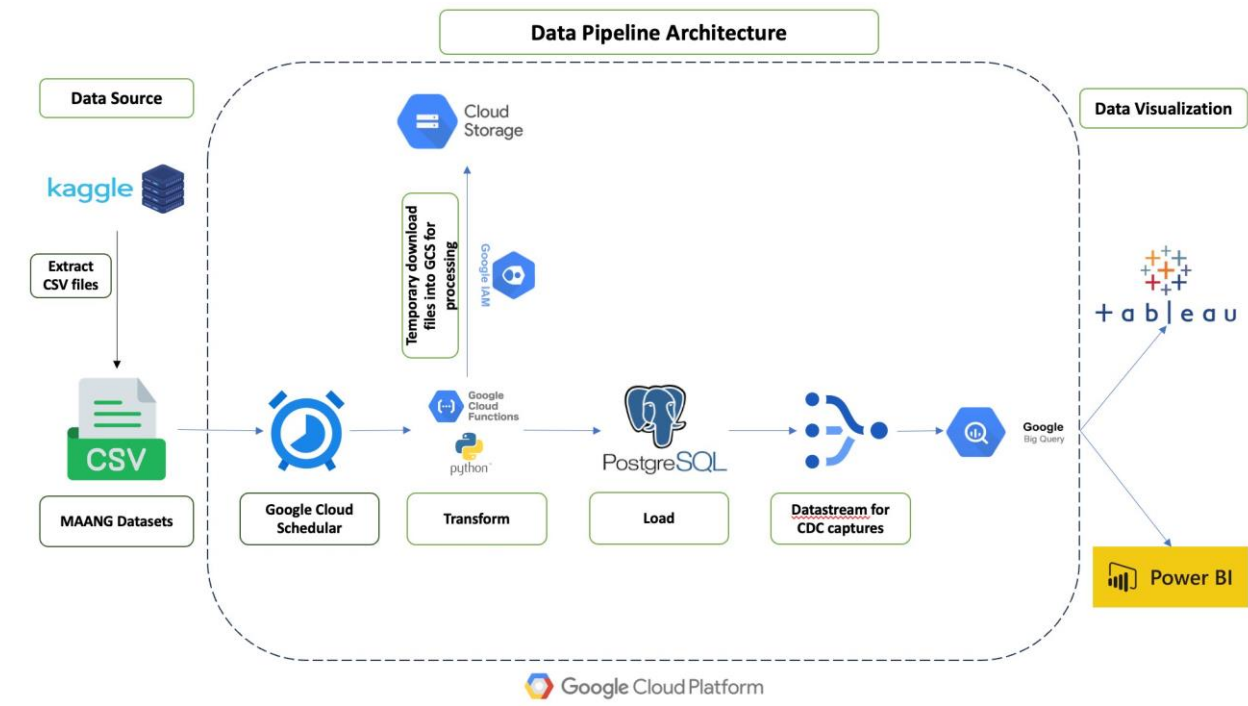 Data Pipeline Architecture
Data Source
Data Visualization
Cloud
Storage
kaggle
Extract
CSV files
Temporary download
files into GCS for
processing
Google IAM
+ a b l e a u
Google
Cloud
Functions
python
CSV
PostgreSQL
Google
Big Query
MAANG Datasets
Google Cloud
Schedular
Transform
Load
Datastream for
CDC captures
Power BI
Google Cloud Platform